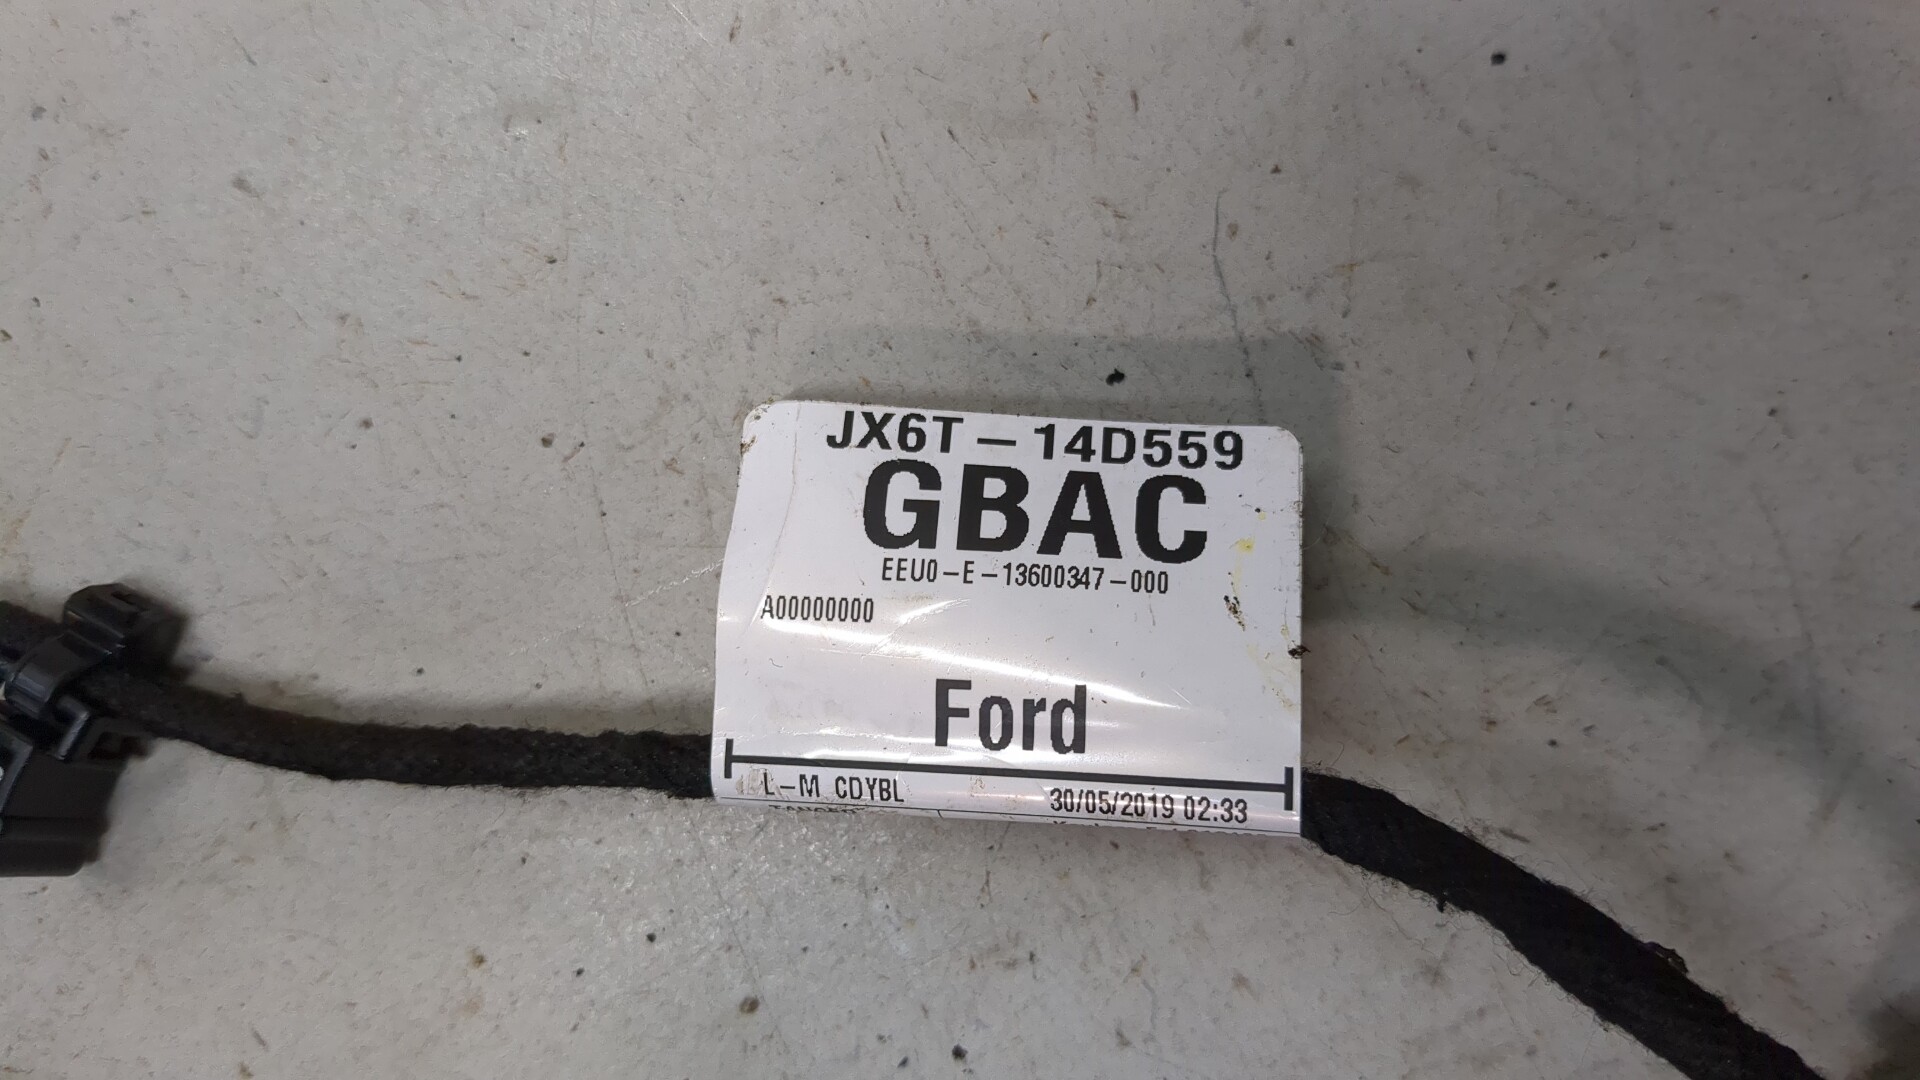 JX6T-14D559
GBAC
EEU0-E-13600347-000
A00000000
Ford
L-M CDYBL
30/05/2019 02:33